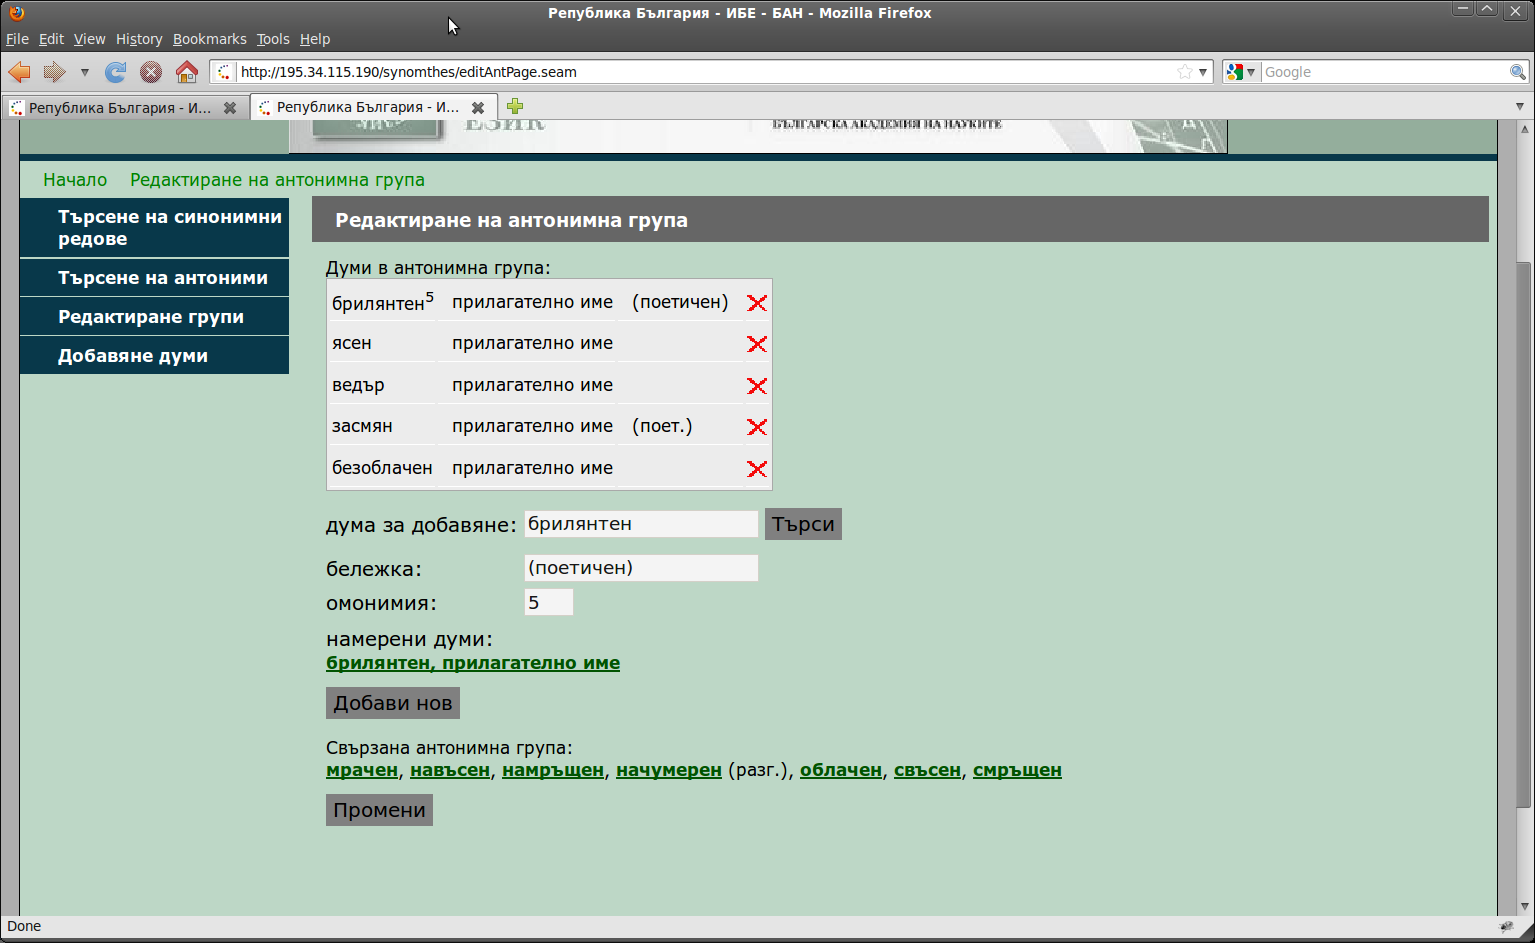 Република България - ИБЕ - БАН - Mozilla Firefox
File Edit View History Bookmarks Tools Help
http://195.34.115.190/synomthes/editAntPage.seam Google
Република България - И... Република България - И...
ЕЗИК БЪЛГАРСКА АКАДЕМИЯ НА НАУКИТЕ
Начало Редактиране на антонимна група
Търсене на синонимни
редове
Търсене на антоними
Редактиране групи
Добавяне думи
Редактиране на антонимна група
Думи в антонимна група:
брилянтен5 прилагателно име (поетичен)
ясен прилагателно име
ведър прилагателно име
засмян прилагателно име (поет.)
безоблачен прилагателно име
дума за добавяне: брилянтен Търси
бележка: (поетичен)
омонимия: 5
намерени думи:
брилянтен, прилагателно име
Добави нов
Свързана антонимна група:
мрачен, навъсен, намръщен, начумерен (разг.), облачен, свъсен, смръщен
Промени
Done